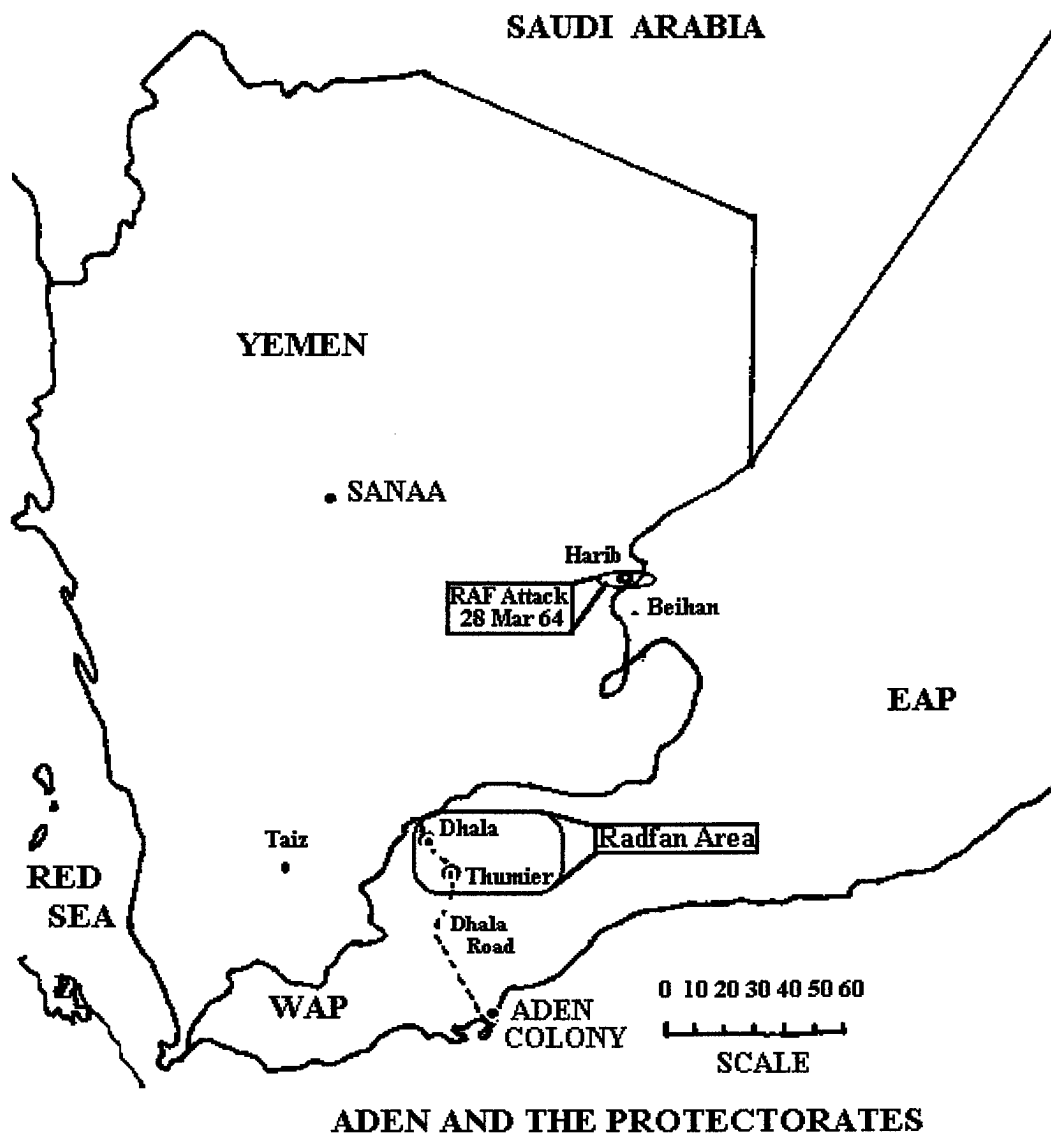 SAUDI ARABIA
YEMEN
SANAA
Harib
RAF Attack
28 Mar 64
Beihan
EAP
Taiz
Dhala
Radfan Area
Thumier
RED
SEA
Dhala
Road
WAP
ADEN
COLONY
0 10 20 30 40 50 60
SCALE
ADEN AND THE PROTECTORATES